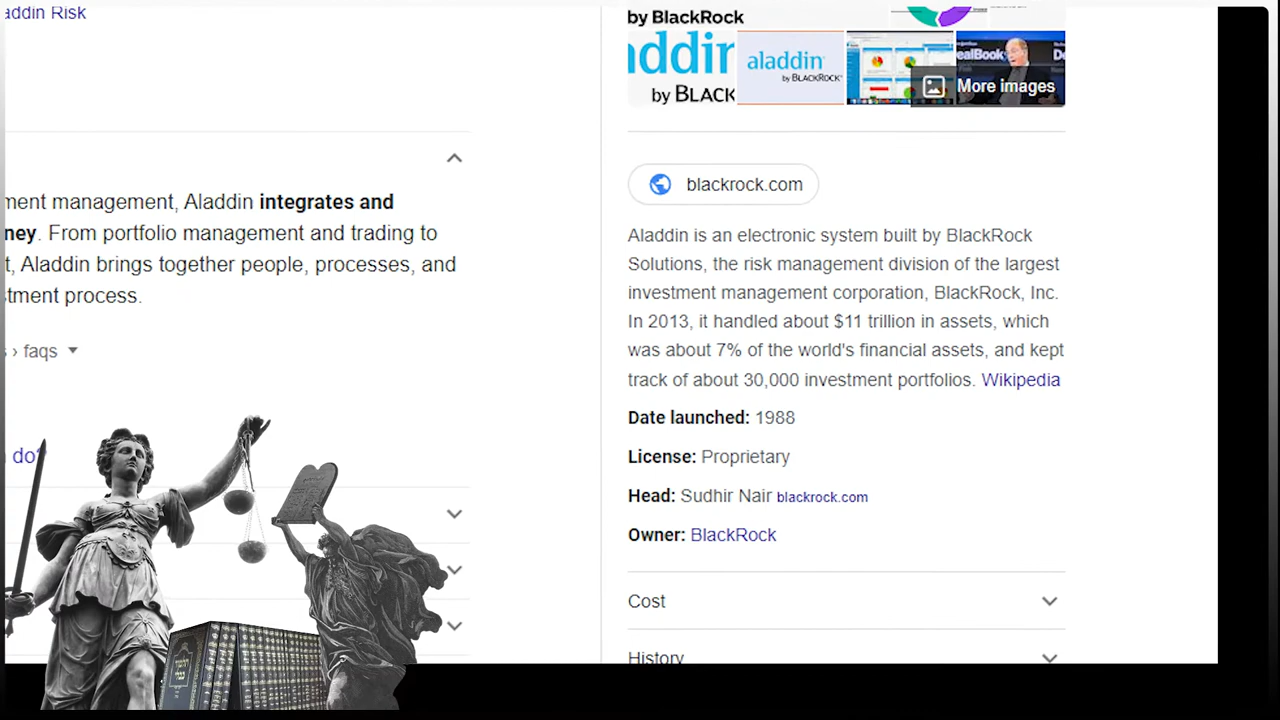 addin Risk
ment management, Aladdin integrates and
ney. From portfolio management and trading to
t, Aladdin brings together people, processes, and
stment process.
› faqs
do?
by BlackRock
addin
by BLACK
aladdin
by BLACKROCK
ealBook
More images
blackrock.com
Aladdin is an electronic system built by BlackRock
Solutions, the risk management division of the largest
investment management corporation, BlackRock, Inc.
In 2013, it handled about $11 trillion in assets, which
was about 7% of the world's financial assets, and kept
track of about 30,000 investment portfolios. Wikipedia
Date launched: 1988
License: Proprietary
Head: Sudhir Nair blackrock.com
Owner: BlackRock
Cost
History